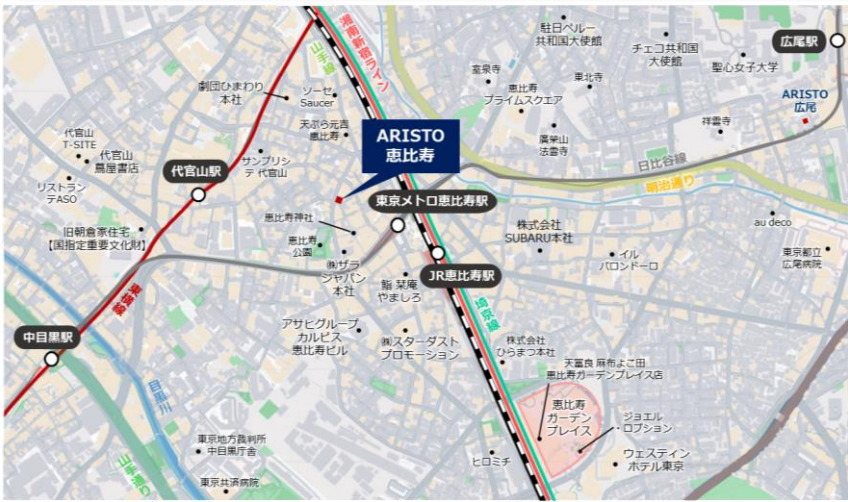 湘南新宿ライン
山手線
駐日ペルー
共和国大使館
チェコ共和国
大使館
広尾駅
聖心女子大学
劇団ひまわり
本社
ソーセ
Saucer
室泉寺
恵比寿
プライムスクエア
東北寺
ARISTO
広尾
天ぷら元吉
恵比寿
ARISTO
恵比寿
廣栄山
法雲寺
祥雲寺
代官山
T-SITE
代官山
蔦屋書店
代官山駅
サンプリシ
テ 代官山
日比谷線
明治通り
リストラン
テASO
東京メトロ恵比寿駅
旧朝倉家住宅
【国指定重要文化財】
恵比寿神社
恵比寿
公園
㈱ザラ
ジャパン
本社
株式会社
SUBARU本社
au deco
イル
バロンドーロ
東京都立
広尾病院
JR恵比寿駅
鮨 栞庵
やましろ
東横線
埼京線
中目黒駅
アサヒグループ
カルピス
恵比寿ビル
㈱スターダスト
プロモーション
株式会社
ひらまつ本社
天冨良 麻布よこ田
恵比寿ガーデンプレイス店
目黒川
恵比寿
ガーデン
プレイス
ジョエル
・ロブション
東京地方裁判所
中目黒庁舎
山手通り
東京共済病院
ヒロミチ
ウェスティン
ホテル東京